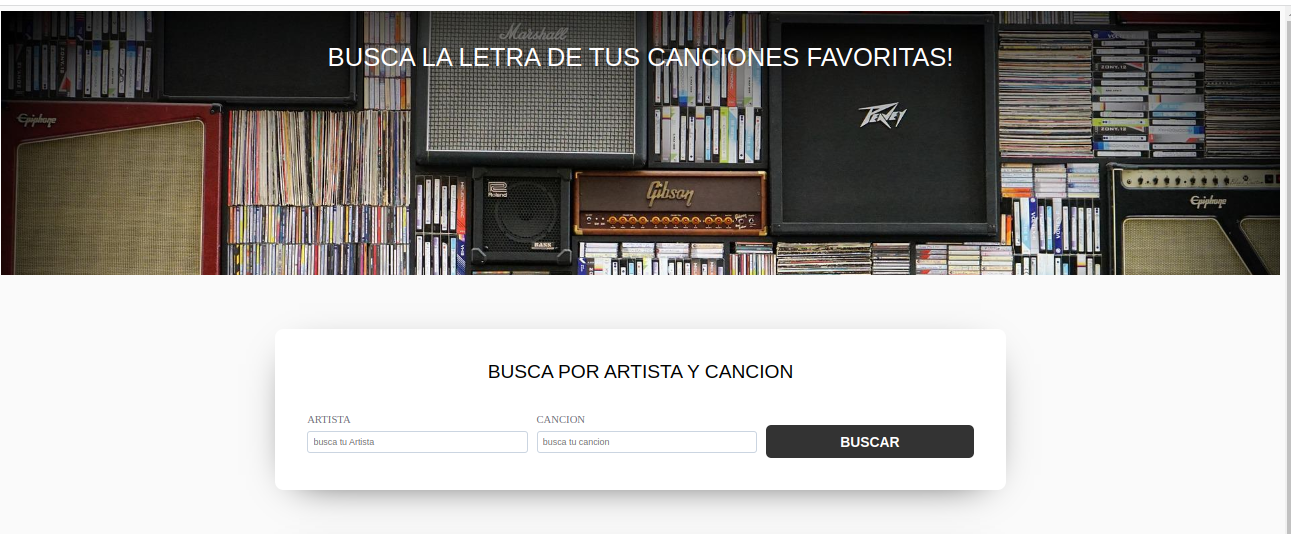 Marshall
BUSCA LA LETRA DE TUS CANCIONES FAVORITAS!
Epiphone
PEAVEY
Roland
Gibson
BASS
Epiphone
BUSCA POR ARTISTA Y CANCION
ARTISTA
CANCION
busca tu Artista
busca tu cancion
BUSCAR